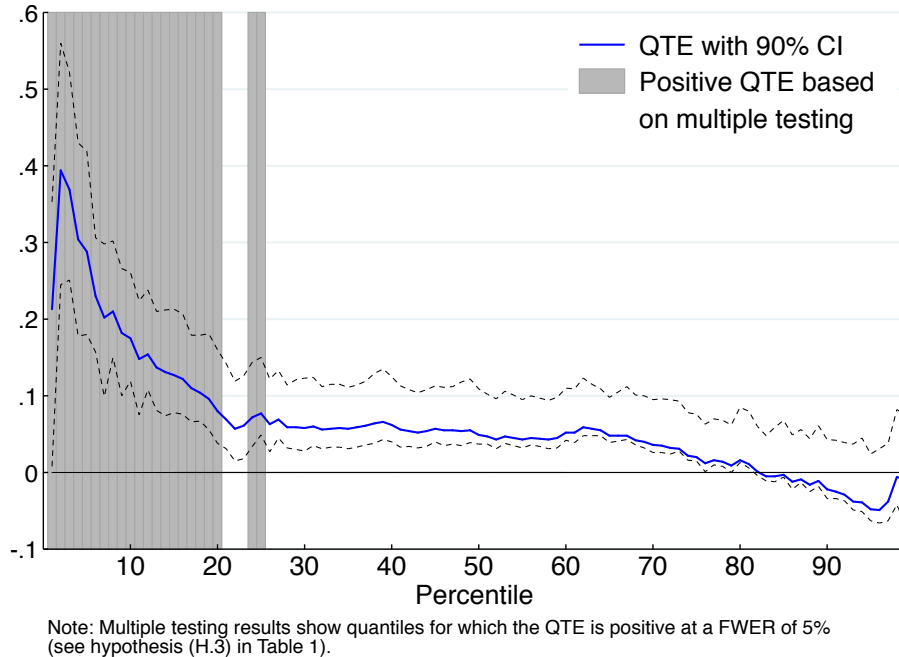 .6
.5
.4
.3
.2
.1
0
-.1
QTE with 90% CI
Positive QTE based
on multiple testing
10 20 30 40 50 60 70 80 90
Percentile
Note: Multiple testing results show quantiles for which the QTE is positive at a FWER of 5%
(see hypothesis (H.3) in Table 1).